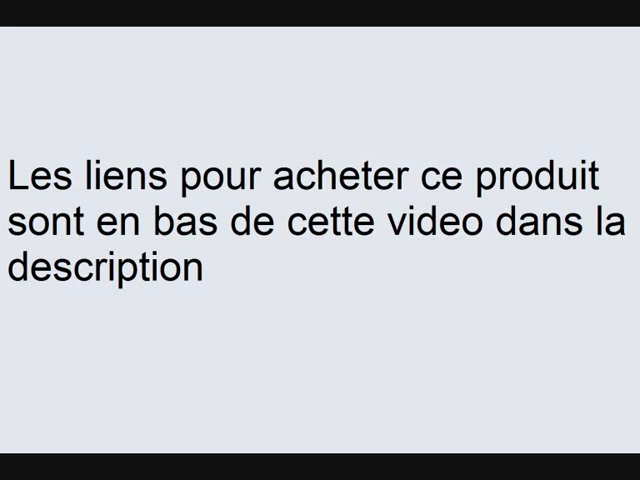 Les liens pour acheter ce produit
sont en bas de cette video dans la
description